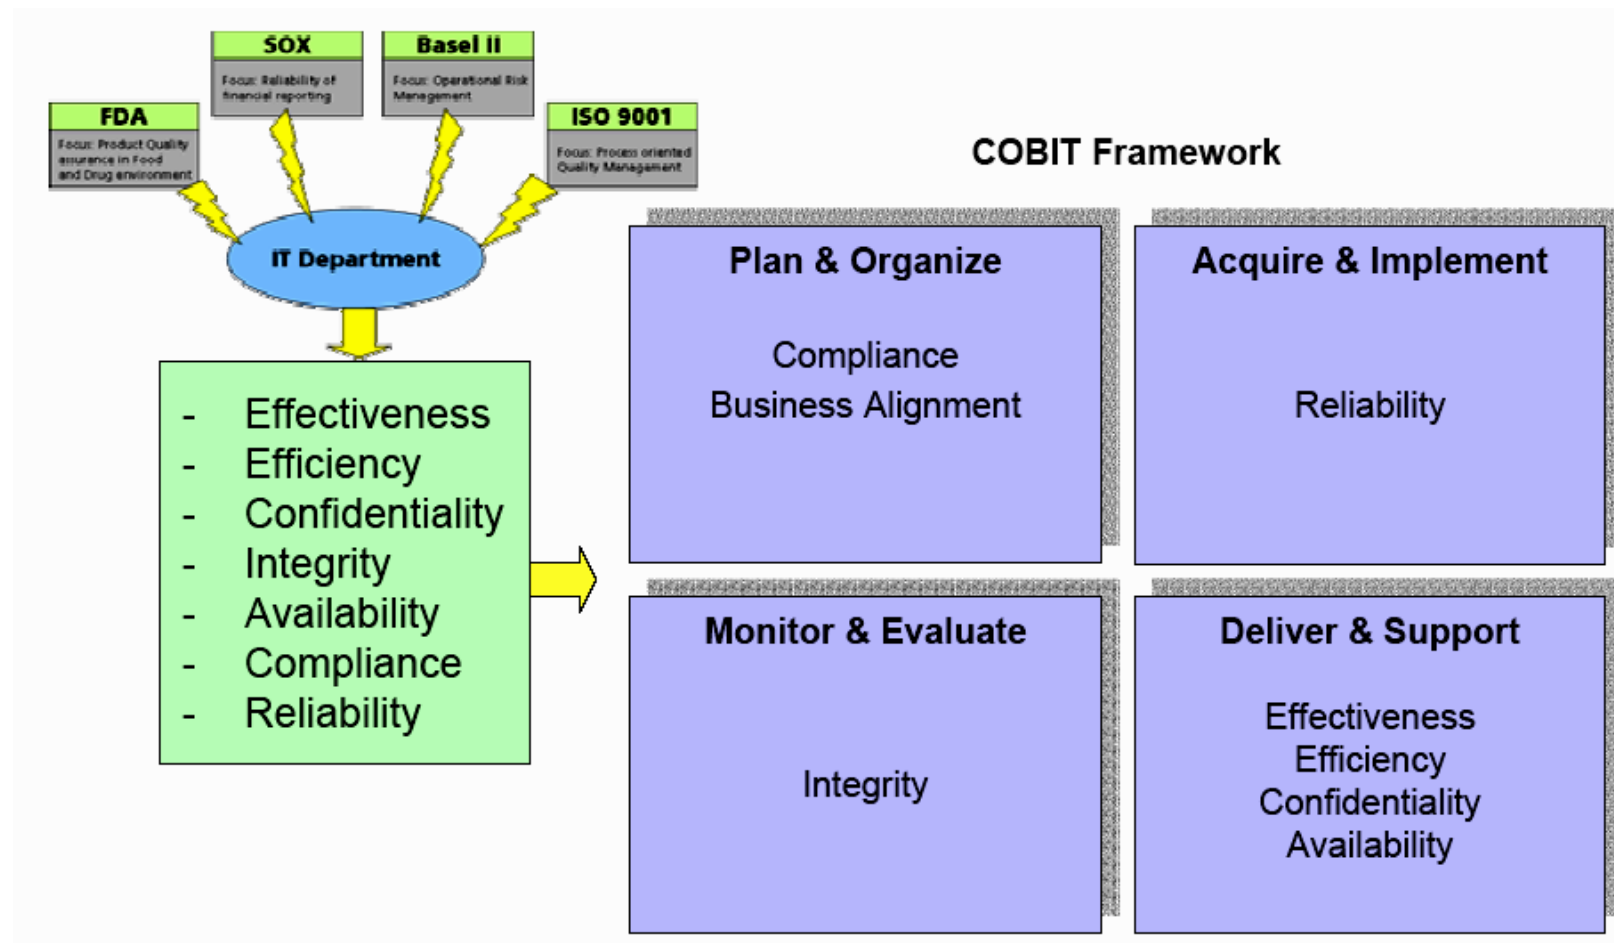 SOX
Focus: Reliability of
financial reporting
Basel II
Focus: Operational Risk
Management
FDA
Focus: Product Quality
assurance in Food
and Drug environment
ISO 9001
Focus: Process oriented
Quality Management
IT Department
- Effectiveness
- Efficiency
- Confidentiality
- Integrity
- Availability
- Compliance
- Reliability
COBIT Framework
Plan & Organize
Compliance
Business Alignment
Acquire & Implement
Reliability
Monitor & Evaluate
Integrity
Deliver & Support
Effectiveness
Efficiency
Confidentiality
Availability